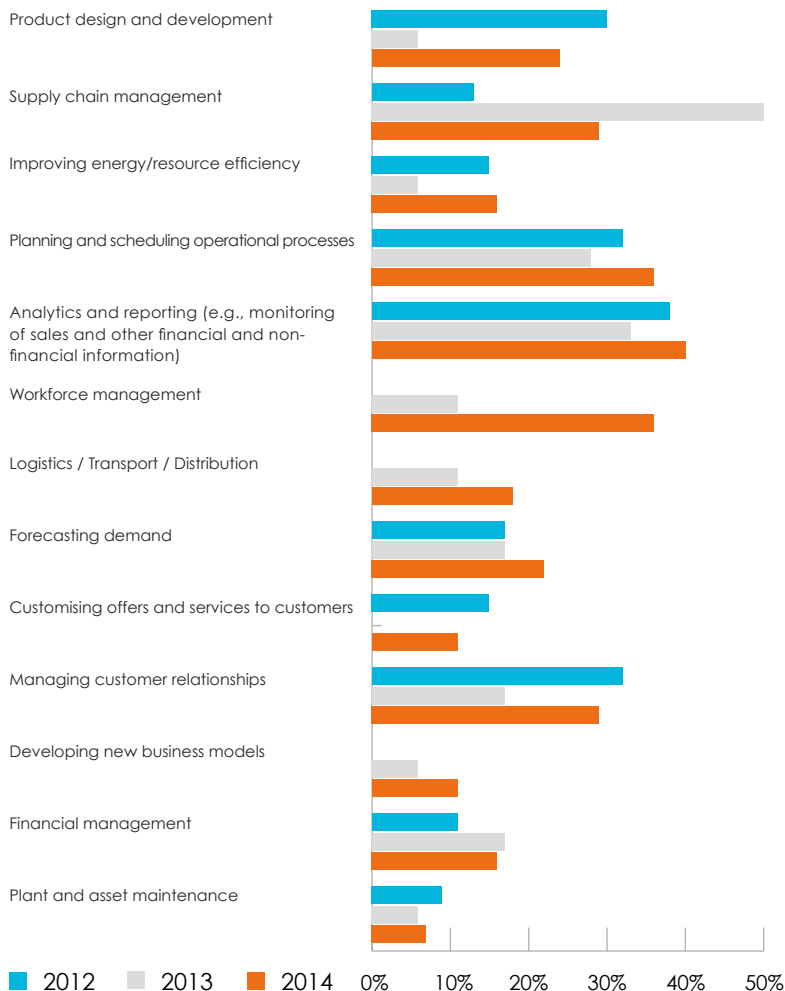 Product design and development
Supply chain management
Improving energy/resource efficiency
Planning and scheduling operational processes
Analytics and reporting (e.g., monitoring
of sales and other financial and non-
financial information)
Workforce management
Logistics / Transport / Distribution
Forecasting demand
Customising offers and services to customers
Managing customer relationships
Developing new business models
Financial management
Plant and asset maintenance
2012 2013 2014 0% 10% 20% 30% 40% 50%